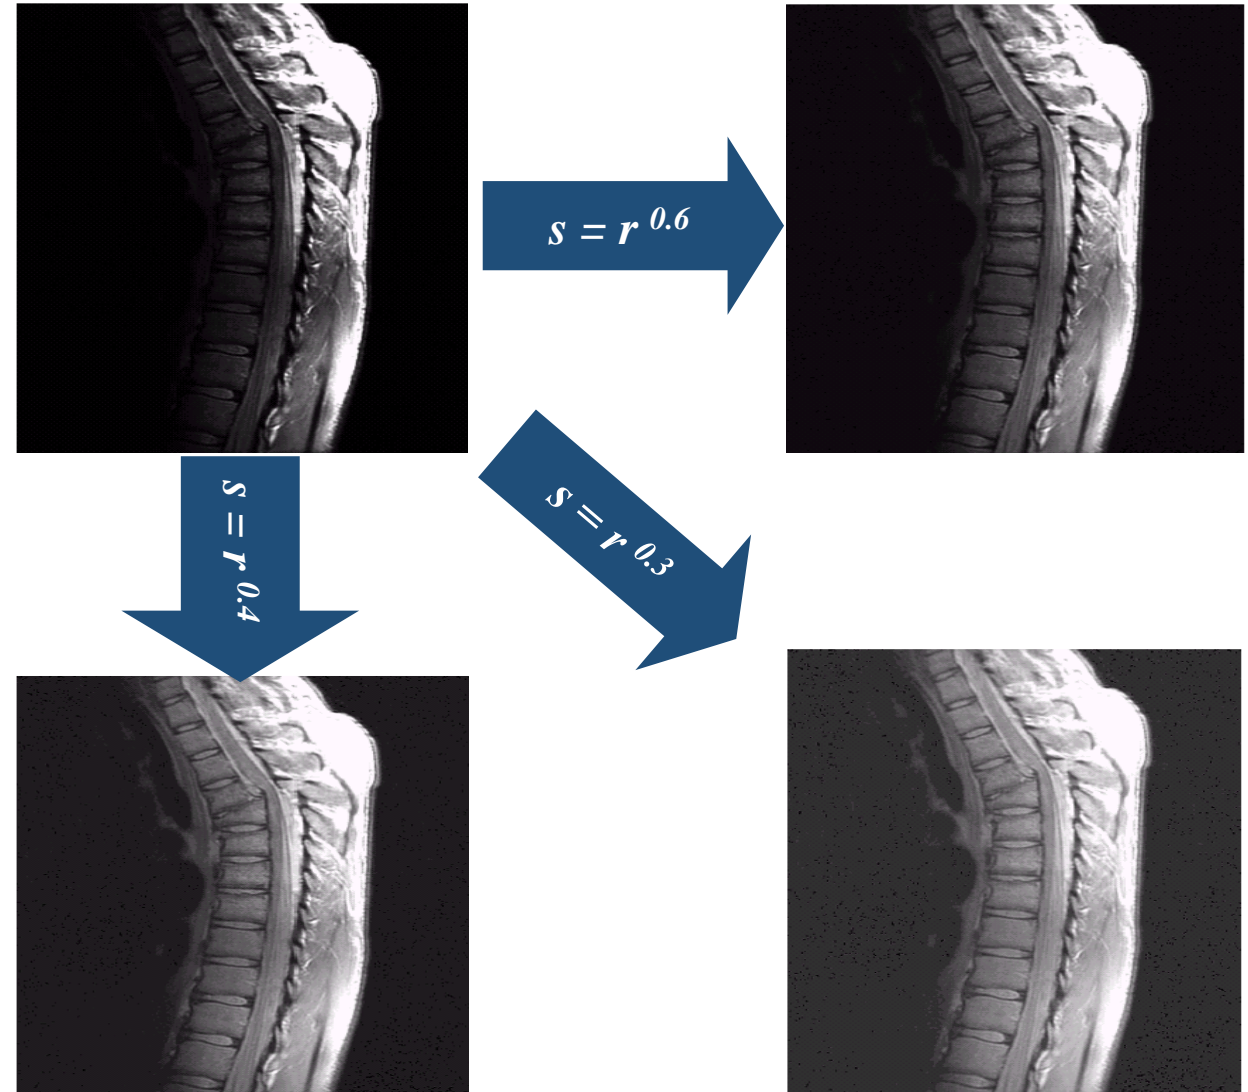 s = r 0.6
s = r 0.4
s = r 0.3